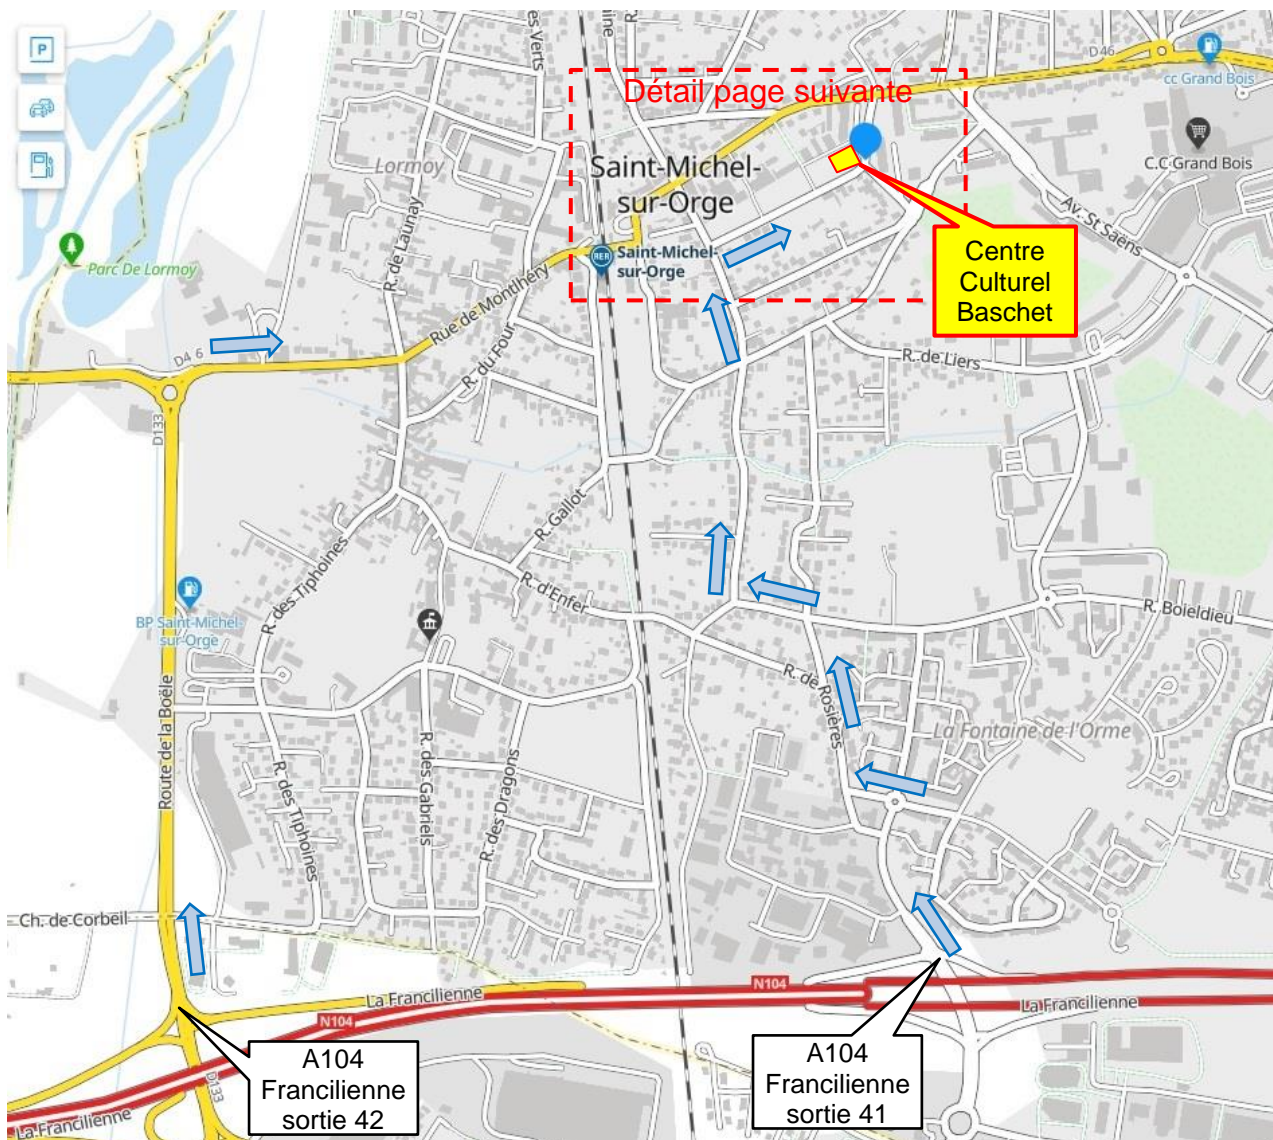 P
D 46
cc Grand Bois
Détail page suivante
C.C Grand Bois
Lormoy
Saint-Michel-
sur-Orge
R. de Launay
Av. St Saens
Parc De Lormoy
RER
Saint-Michel-
sur-Orge
Centre
Culturel
Baschet
Rue de Montlhéry
D4 6
R. du Four
R. de Liers
D133
R. Gallot
R. des Tiphoines
R. d'Enfer
BP Saint-Michel-
sur-Orge
R. Boieldieu
R. de Rosières
La Fontaine de l'Orme
Route de la Boële
R. des Tiphoines
R. des Gabriels
R. des Dragons
Ch. de Corbeil
La Francilienne
N104
N104
La Francilienne
A104
Francilienne
sortie 42
A104
Francilienne
sortie 41
D133
La Francilienne